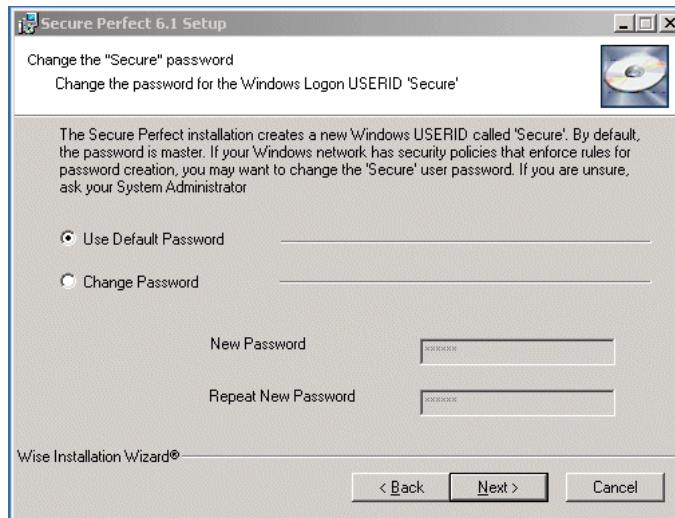 Secure Perfect 6.1 Setup
Change the "Secure" password
Change the password for the Windows Logon USERID 'Secure'
The Secure Perfect installation creates a new Windows USERID called 'Secure'. By default,
the password is master. If your Windows network has security policies that enforce rules for
password creation, you may want to change the 'Secure' user password. If you are unsure,
ask your System Administrator
Use Default Password
Change Password
New Password
××××××
Repeat New Password
××××××
Wise Installation Wizard®
< Back
Next >
Cancel